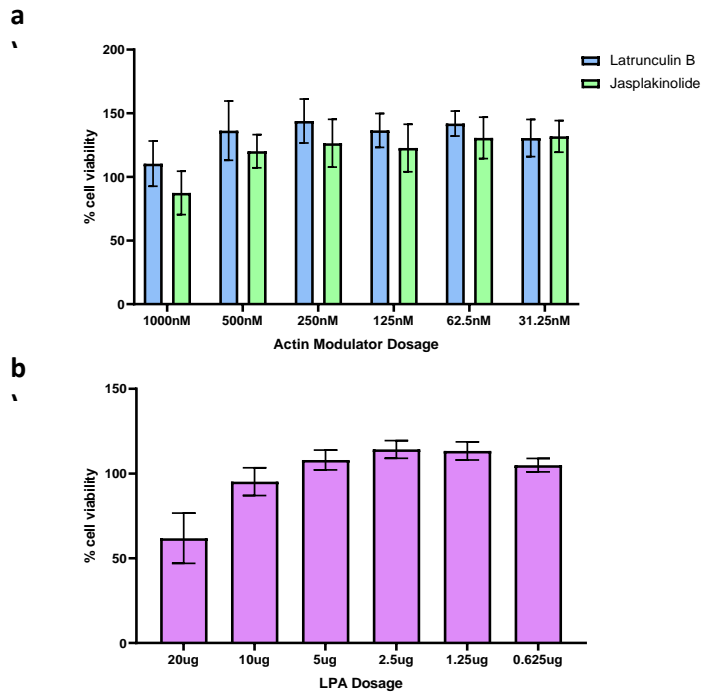 a
200
Latrunculin B
Jasplakinolide
150
% cell viability
100
50
0
1000nM 500nM 250nM 125nM 62.5nM 31.25nM
Actin Modulator Dosage
b
150
% cell viability
100
50
0
20ug 10ug 5ug 2.5ug 1.25ug 0.625ug
LPA Dosage